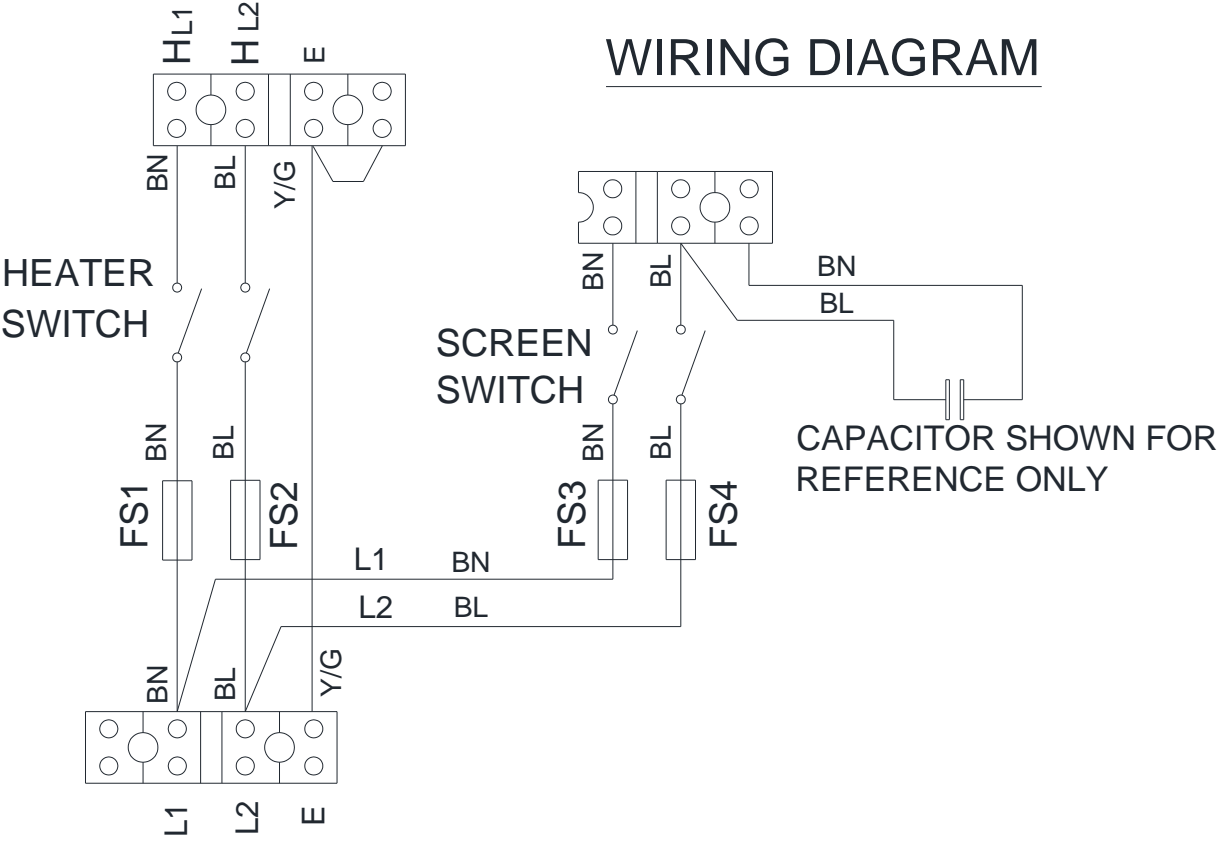 WIRING DIAGRAM
HL1
HL2
E
BN
BL
Y/G
HEATER
SWITCH
BN
BL
FS1
FS2
BN
BL
BN
BL
SCREEN
SWITCH
BN
BL
FS3
FS4
CAPACITOR SHOWN FOR
REFERENCE ONLY
L1 BN
L2 BL
BN
BL
Y/G
L1
L2
E